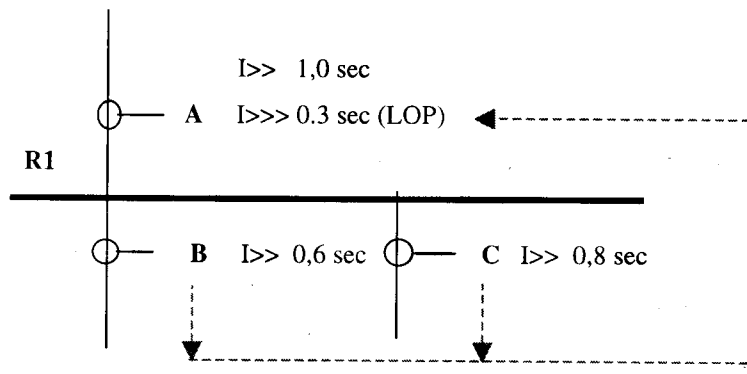 I>> 1,0 sec
A I>>> 0.3 sec (LOP)
R1
B I>> 0,6 sec C I>> 0,8 sec